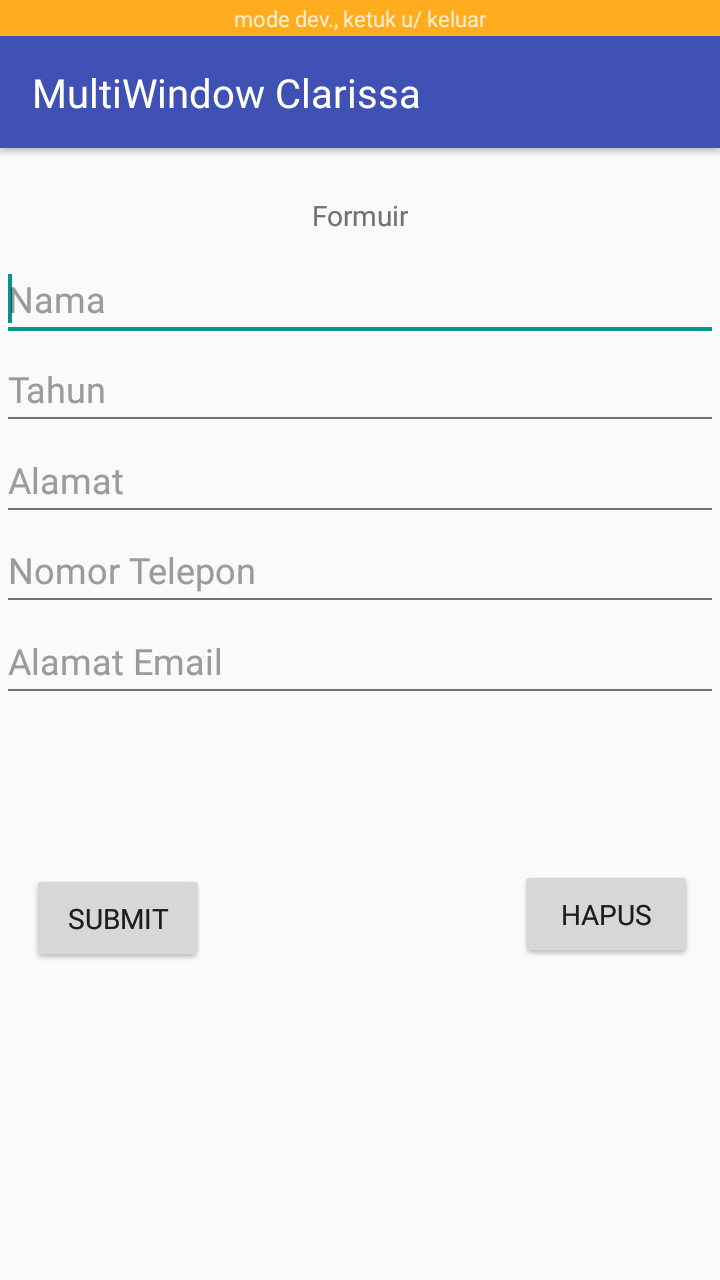 mode dev., ketuk u/ keluar
MultiWindow Clarissa
Formuir
Nama
Tahun
Alamat
Nomor Telepon
Alamat Email
SUBMIT
HAPUS